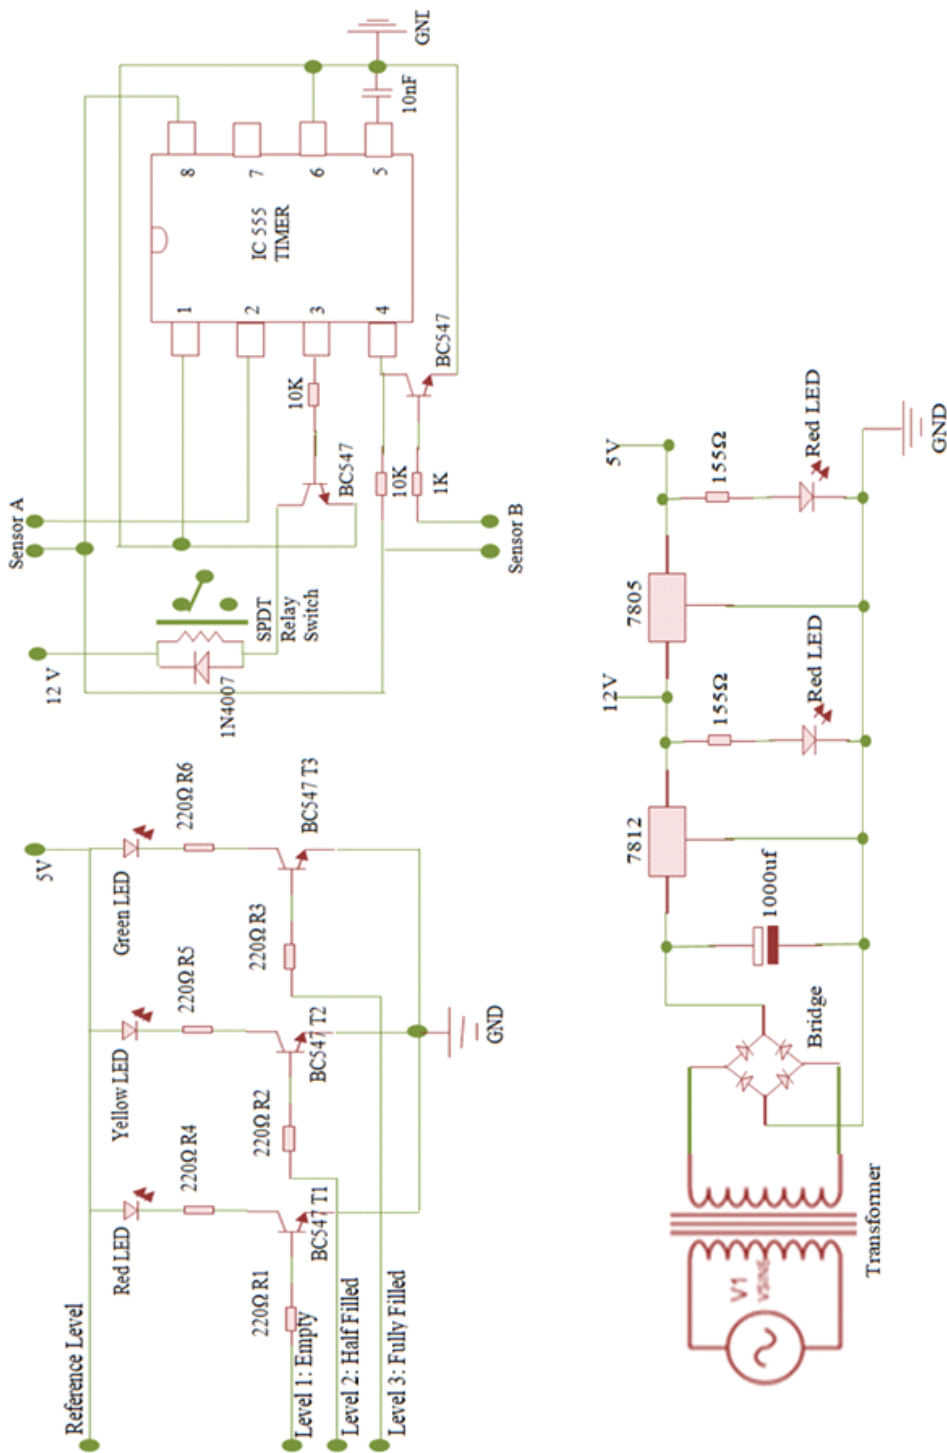 Reference Level
5V
Red LED
Yellow LED
Green LED
220Ω R4
220Ω R5
220Ω R6
220Ω R1
220Ω R2
220Ω R3
BC547 T1
BC547 T2
BC547 T3
Level 1: Empty
Level 2: Half Filled
Level 3: Fully Filled
GND
12 V
Sensor A
1N4007
SPDT
Relay
Switch
BC547
10K
10K
1K
Sensor B
BC547
1
2
3
4
IC 555
TIMER
8
7
6
5
10nF
GND
V1
VSINE
Transformer
Bridge
1000uf
7812
12V
155Ω
Red LED
7805
5V
155Ω
Red LED
GND